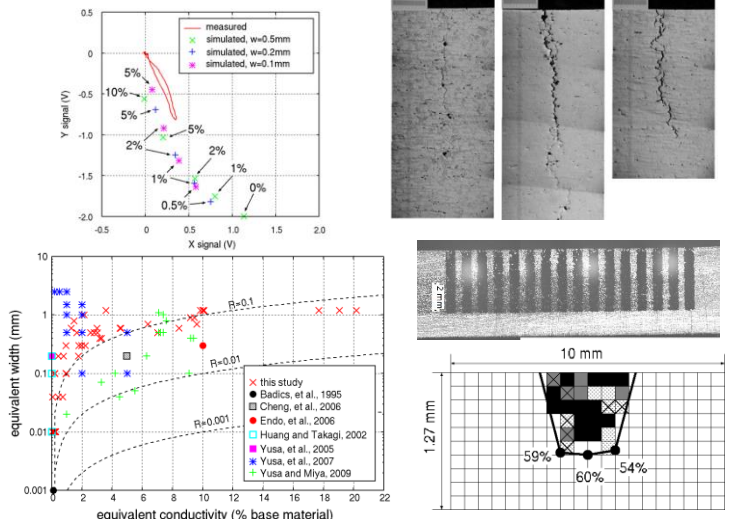 0.5
0.0
-0.5
-1.0
-1.5
-2.0
Y signal (V)
measured
simulated, w=0.5mm
simulated, w=0.2mm
simulated, w=0.1mm
5%
10%
5%
5%
2%
2%
1%
1%
0%
0.5%
-1.0
-0.5
0
0.5
1.0
1.5
2.0
X signal (V)
10
1
0.1
0.01
0.001
equivalent width (mm)
R=0.1
R=0.01
R=0.001
this study
Badics, et al., 1995
Cheng, et al., 2006
Endo, et al., 2006
Huang and Takagi, 2002
Yusa, et al., 2005
Yusa, et al., 2007
Yusa and Miya, 2009
0
2
4
6
8
10
12
14
16
18
20
22
equivalent conductivity (% base material)
2 mm
10 mm
1.27 mm
59%
60%
54%